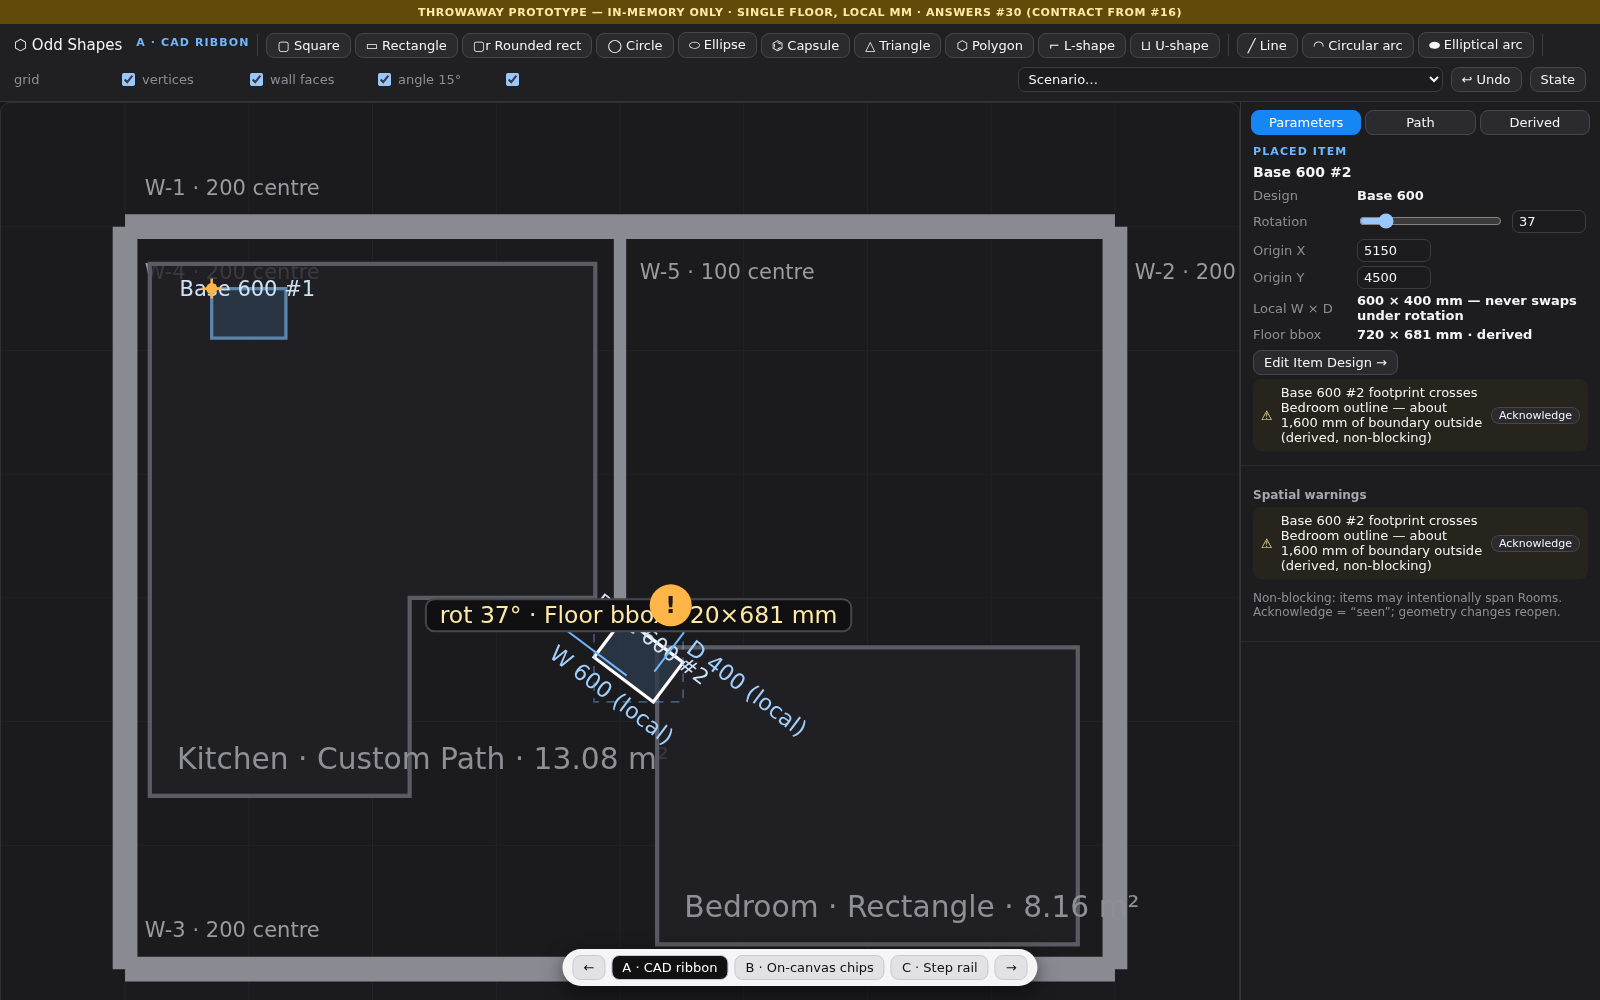 THROWAWAY PROTOTYPE — IN-MEMORY ONLY · SINGLE FLOOR, LOCAL MM · ANSWERS #30 (CONTRACT FROM #16)
⬡ Odd Shapes A · CAD RIBBON ▢ Square ▭ Rectangle ▢r Rounded rect ◯ Circle ⬭ Ellipse ⌬ Capsule △ Triangle ⬡ Polygon ⌐ L-shape ⊔ U-shape ╱ Line ◠ Circular arc ⬬ Elliptical arc
grid vertices wall faces angle 15° Scenario… ↩ Undo State
Parameters Path Derived
PLACED ITEM
Base 600 #2
Design Base 600
Rotation 37
Origin X 5150
Origin Y 4500
Local W × D 600 × 400 mm — never swaps
under rotation
Floor bbox 720 × 681 mm · derived
Edit Item Design →
⚠ Base 600 #2 footprint crosses
Bedroom outline — about
1,600 mm of boundary outside
(derived, non-blocking)
Acknowledge
Spatial warnings
⚠ Base 600 #2 footprint crosses
Bedroom outline — about
1,600 mm of boundary outside
(derived, non-blocking)
Acknowledge
Non-blocking: items may intentionally span Rooms.
Acknowledge = “seen”; geometry changes reopen.
W-1 · 200 centre
W-4 · 200 centre
W-5 · 100 centre
W-2 · 200
Base 600 #1
rot 37° · Floor bbox 20×681 mm
!
600 #2
W 600 (local)
D 400 (local)
Kitchen · Custom Path · 13.08 m²
Bedroom · Rectangle · 8.16 m²
W-3 · 200 centre
← A · CAD ribbon B · On-canvas chips C · Step rail →